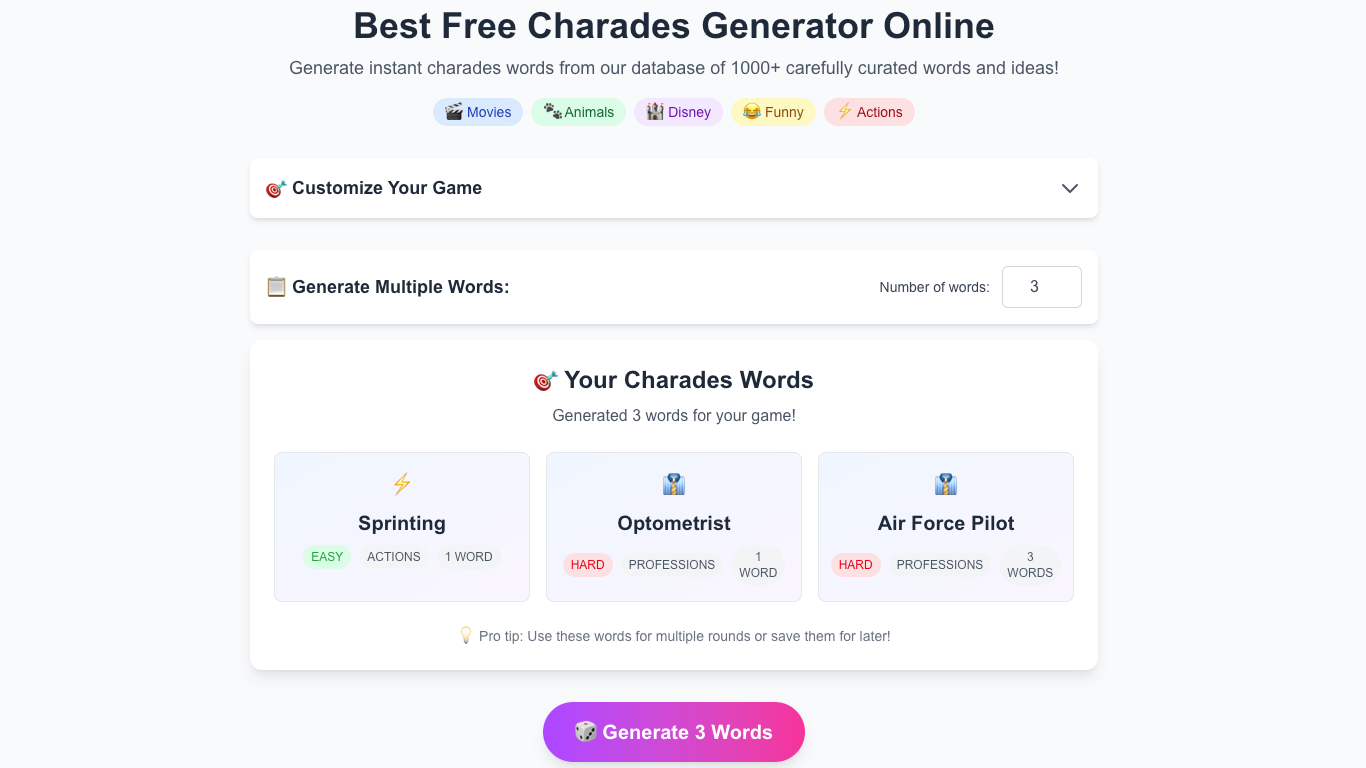 Best Free Charades Generator Online
Generate instant charades words from our database of 1000+ carefully curated words and ideas!
🎬 Movies 🐾 Animals 🏰 Disney 😂 Funny ⚡ Actions
🎯 Customize Your Game
📋 Generate Multiple Words: Number of words: 3
🎯 Your Charades Words
Generated 3 words for your game!
⚡
Sprinting
EASY ACTIONS 1 WORD
👔
Optometrist
HARD PROFESSIONS 1
WORD
👔
Air Force Pilot
HARD PROFESSIONS 3
WORDS
💡 Pro tip: Use these words for multiple rounds or save them for later!
🎲 Generate 3 Words